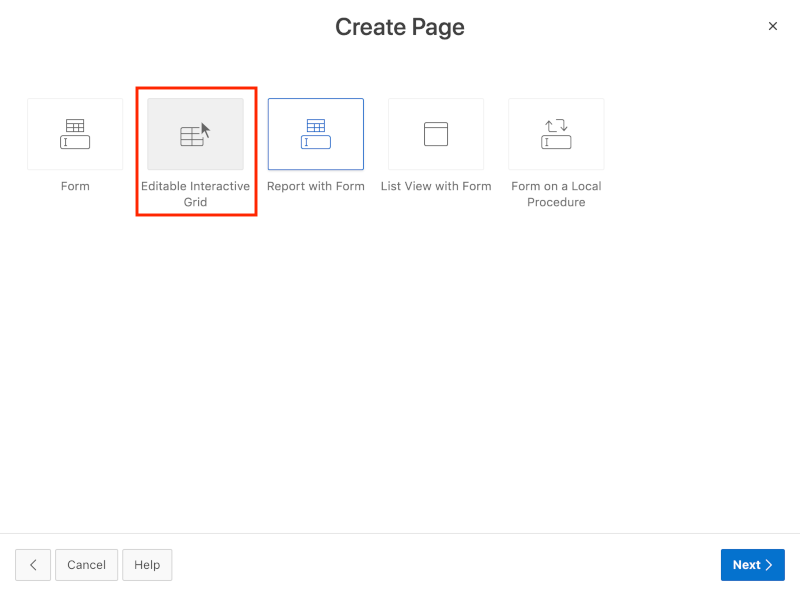 Create Page
Form
Editable Interactive
Grid
Report with Form
List View with Form
Form on a Local
Procedure
Cancel
Help
Next